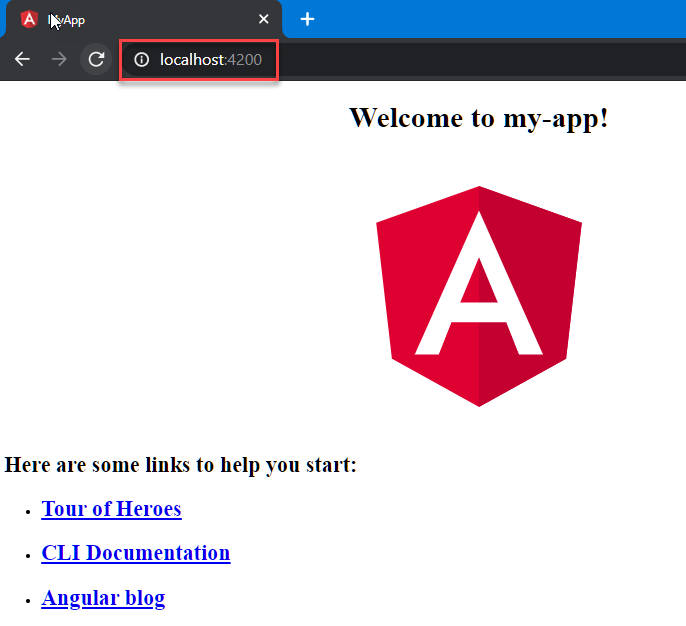 MyApp
localhost:4200
Welcome to my-app!
A
Here are some links to help you start:
Tour of Heroes
CLI Documentation
Angular blog